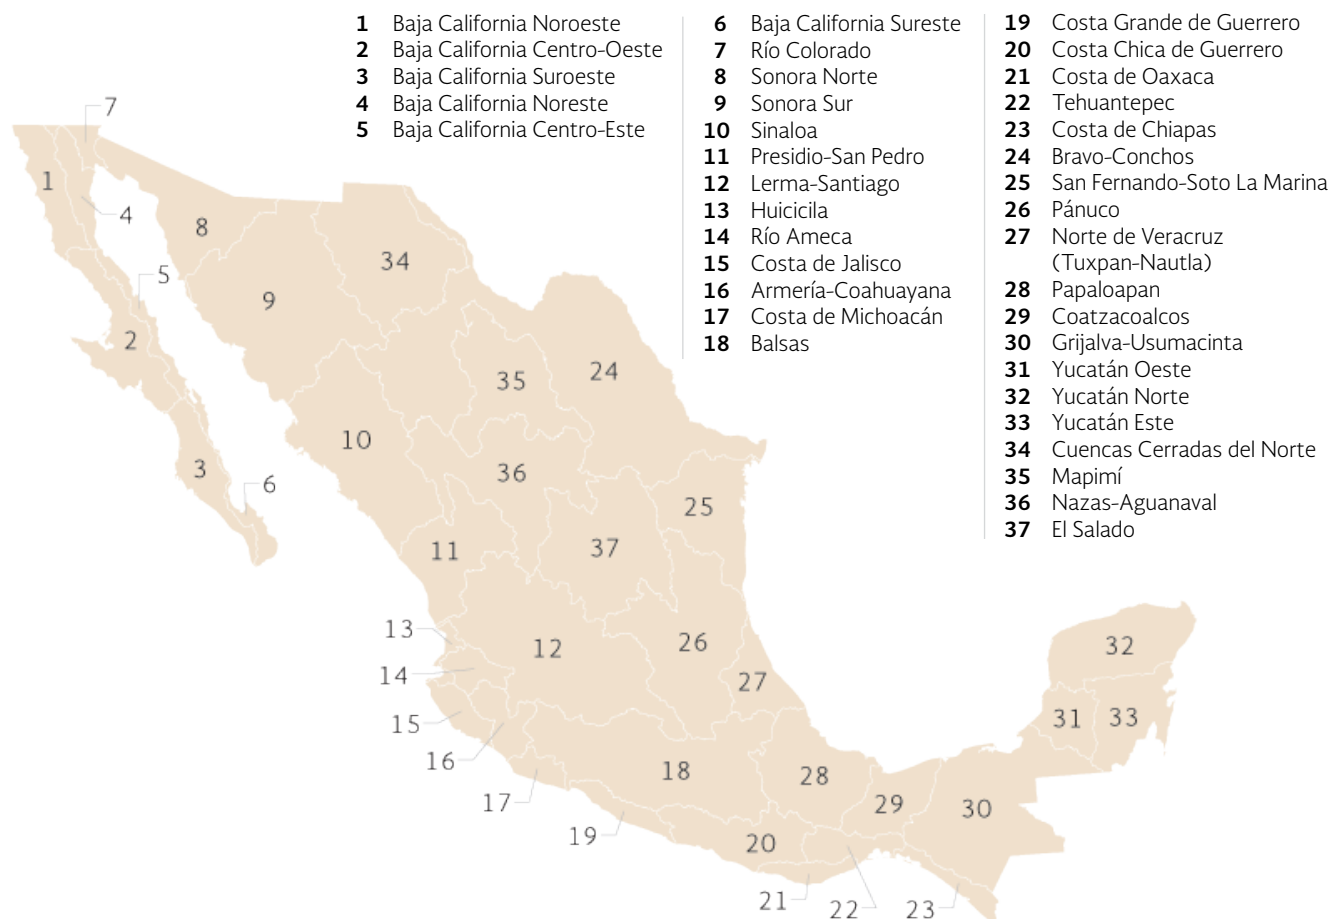 1 Baja California Noroeste
2 Baja California Centro-Oeste
3 Baja California Suroeste
4 Baja California Noreste
5 Baja California Centro-Este
6 Baja California Sureste
7 Río Colorado
8 Sonora Norte
9 Sonora Sur
10 Sinaloa
11 Presidio-San Pedro
12 Lerma-Santiago
13 Huicicila
14 Río Ameca
15 Costa de Jalisco
16 Armería-Coahuayana
17 Costa de Michoacán
18 Balsas
19 Costa Grande de Guerrero
20 Costa Chica de Guerrero
21 Costa de Oaxaca
22 Tehuantepec
23 Costa de Chiapas
24 Bravo-Conchos
25 San Fernando-Soto La Marina
26 Pánuco
27 Norte de Veracruz
(Tuxpan-Nautla)
28 Papaloapan
29 Coatzacoalcos
30 Grijalva-Usumacinta
31 Yucatán Oeste
32 Yucatán Norte
33 Yucatán Este
34 Cuencas Cerradas del Norte
35 Mapimí
36 Nazas-Aguanaval
37 El Salado
7
1
4
8
34
5
9
2
24
35
10
3
36
6
25
11
37
13
12
26
32
14
27
15
31
33
16
18
28
17
29
30
19
20
21
22
23